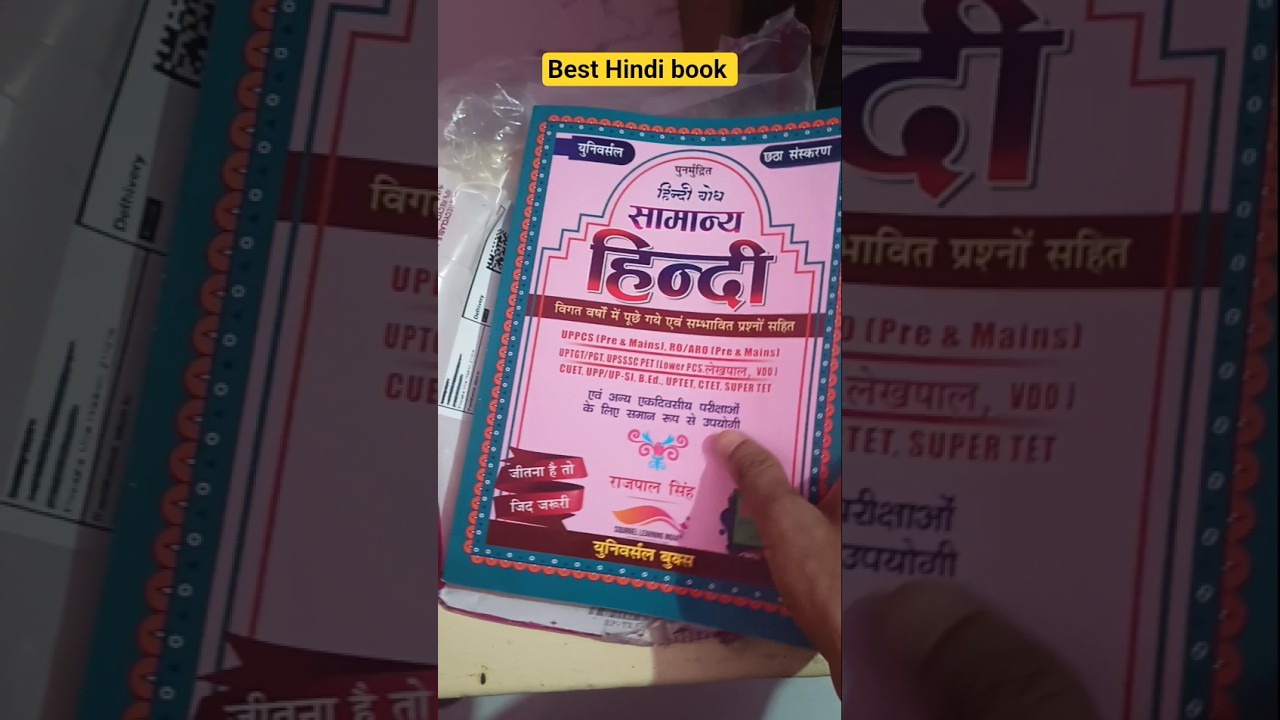 Best Hindi book
युनिवर्सल
छठा संस्करण
पुनर्मुद्रित
हिन्दी बोध
सामान्य
हिन्दी
विगत वर्षों में पूछे गये एवं सम्भावित प्रश्नों सहित
UPPCS (Pre & Mains), RO/ARO (Pre & Mains)
UPTGT/PGT, UPSSSC PET (Lower PCS, लेखपाल, VDO)
CUET, UPP/UP-SI, B.Ed., UPTET, CTET, SUPER TET
एवं अन्य एकदिवसीय परीक्षाओं
के लिए समान रूप से उपयोगी
जीतना है तो
जिद जरूरी
राजपाल सिंह
युनिवर्सल बुक्स
Delhivery